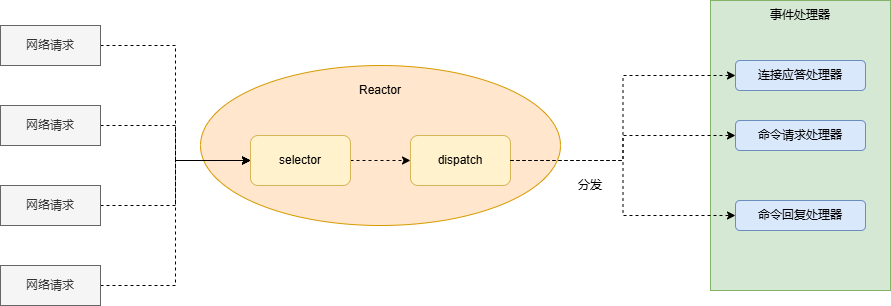 事件处理器
网络请求
连接应答处理器
Reactor
网络请求
命令请求处理器
selector
dispatch
分发
网络请求
命令回复处理器
网络请求